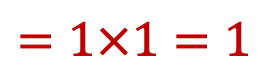 = 1×1 = 1